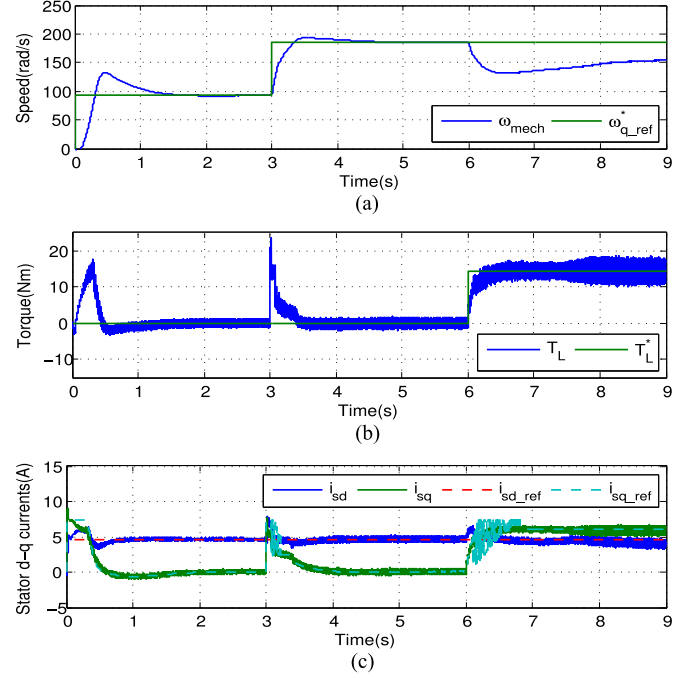 (a)
250
200
150
100
50
0
Speed(rad/s)
ω_mech ω*_q_ref
0 1 2 3 4 5 6 7 8 9
Time(s)
(a)
20
10
0
−10
Torque(Nm)
T_L T*_L
0 1 2 3 4 5 6 7 8 9
Time(s)
(b)
15
10
5
0
−5
Stator d−q currents(A)
i_sd i_sq i_sd_ref i_sq_ref
0 1 2 3 4 5 6 7 8 9
Time(s)
(c)